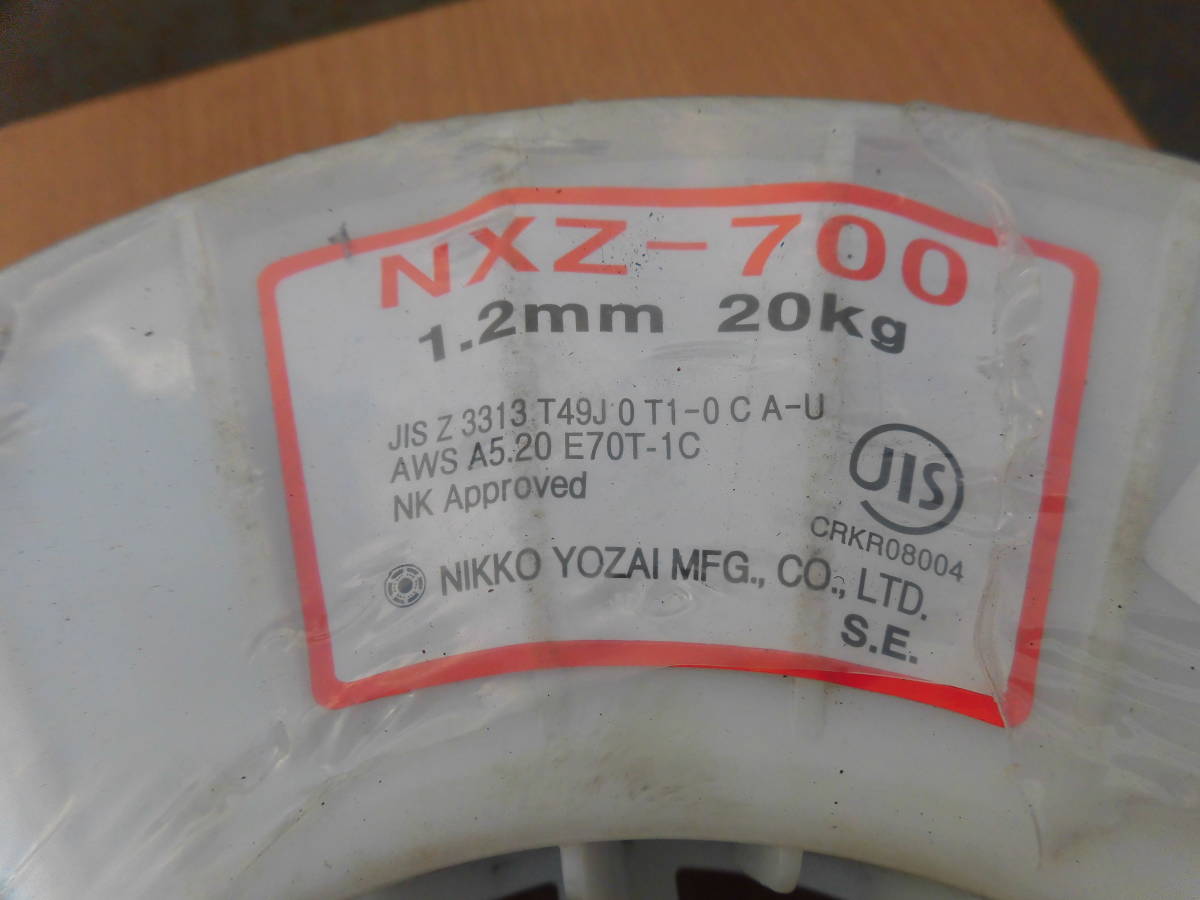 NXZ-700
1.2mm 20kg
JIS Z 3313 T49J 0 T1-0 C A-U
AWS A5.20 E70T-1C
NK Approved
JIS
CRKR08004
NIKKO YOZAI MFG., CO., LTD.
S.E.